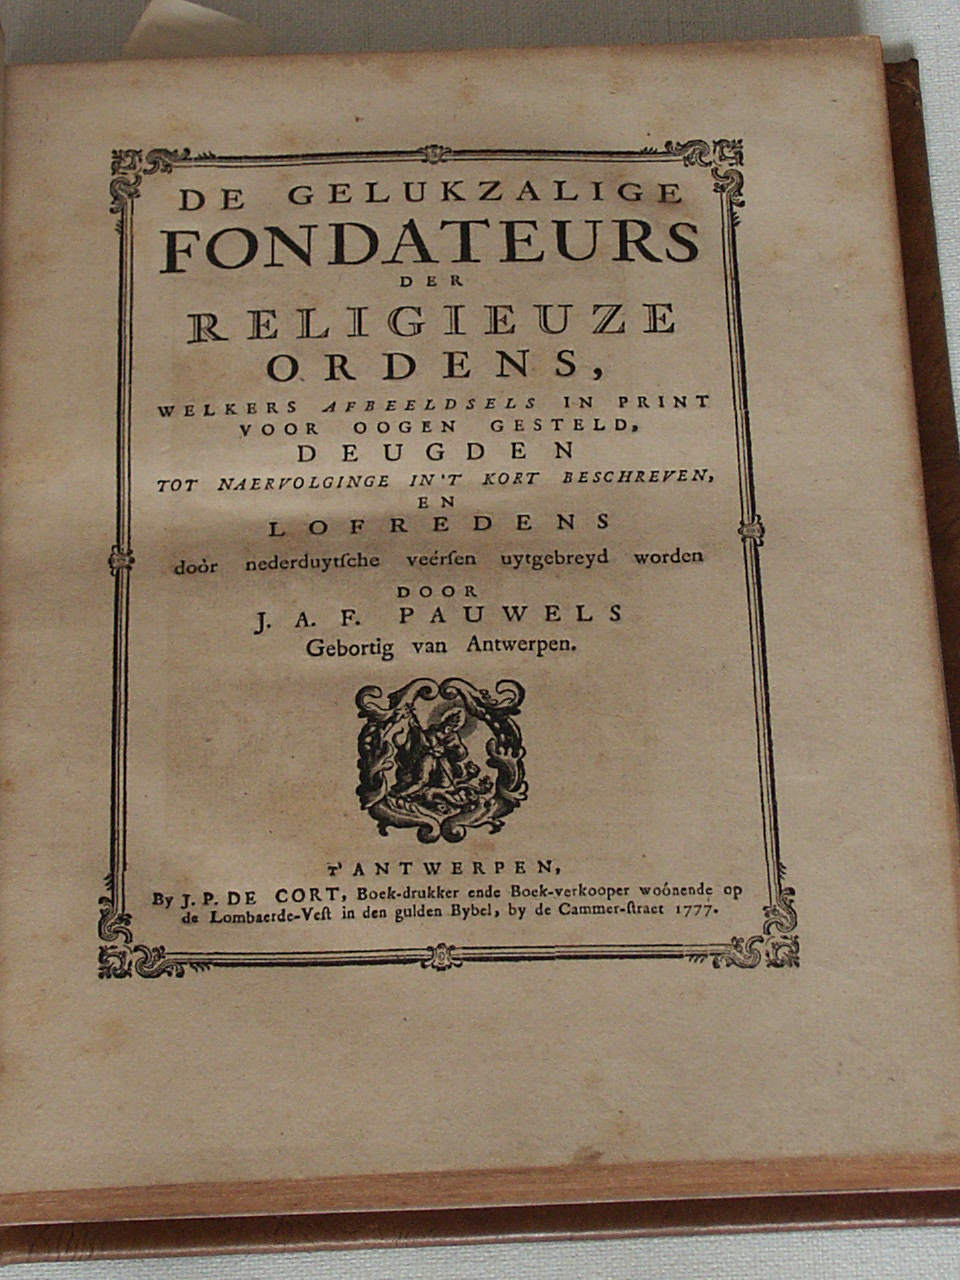 DE GELUKZALIGE
FONDATEURS
DER
RELIGIEUZE
ORDENS,
WELKERS AFBEELDSELS IN PRINT
VOOR OOGEN GESTELD,
DEUGDEN
TOT NAERVOLGINGE IN'T KORT BESCHREVEN,
EN
LOFREDENS
doór nederduytſche veérſen uytgebreyd worden
DOOR
J. A. F. PAUWELS
Gebortig van Antwerpen.
T'ANTWERPEN,
By J. P. DE CORT, Boek-drukker ende Boek-verkooper woónende op
de Lombaerde-Veſt in den gulden Bybel, by de Cammer-ſtraet 1777.